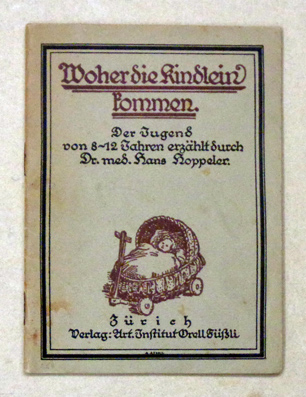 Woher die Kindlein
kommen.
Der Jugend
von 8-12 Jahren erzählt durch
Dr. med. Hans Hoppeler.
Zürich
Verlag: Art. Institut Orell Füßli